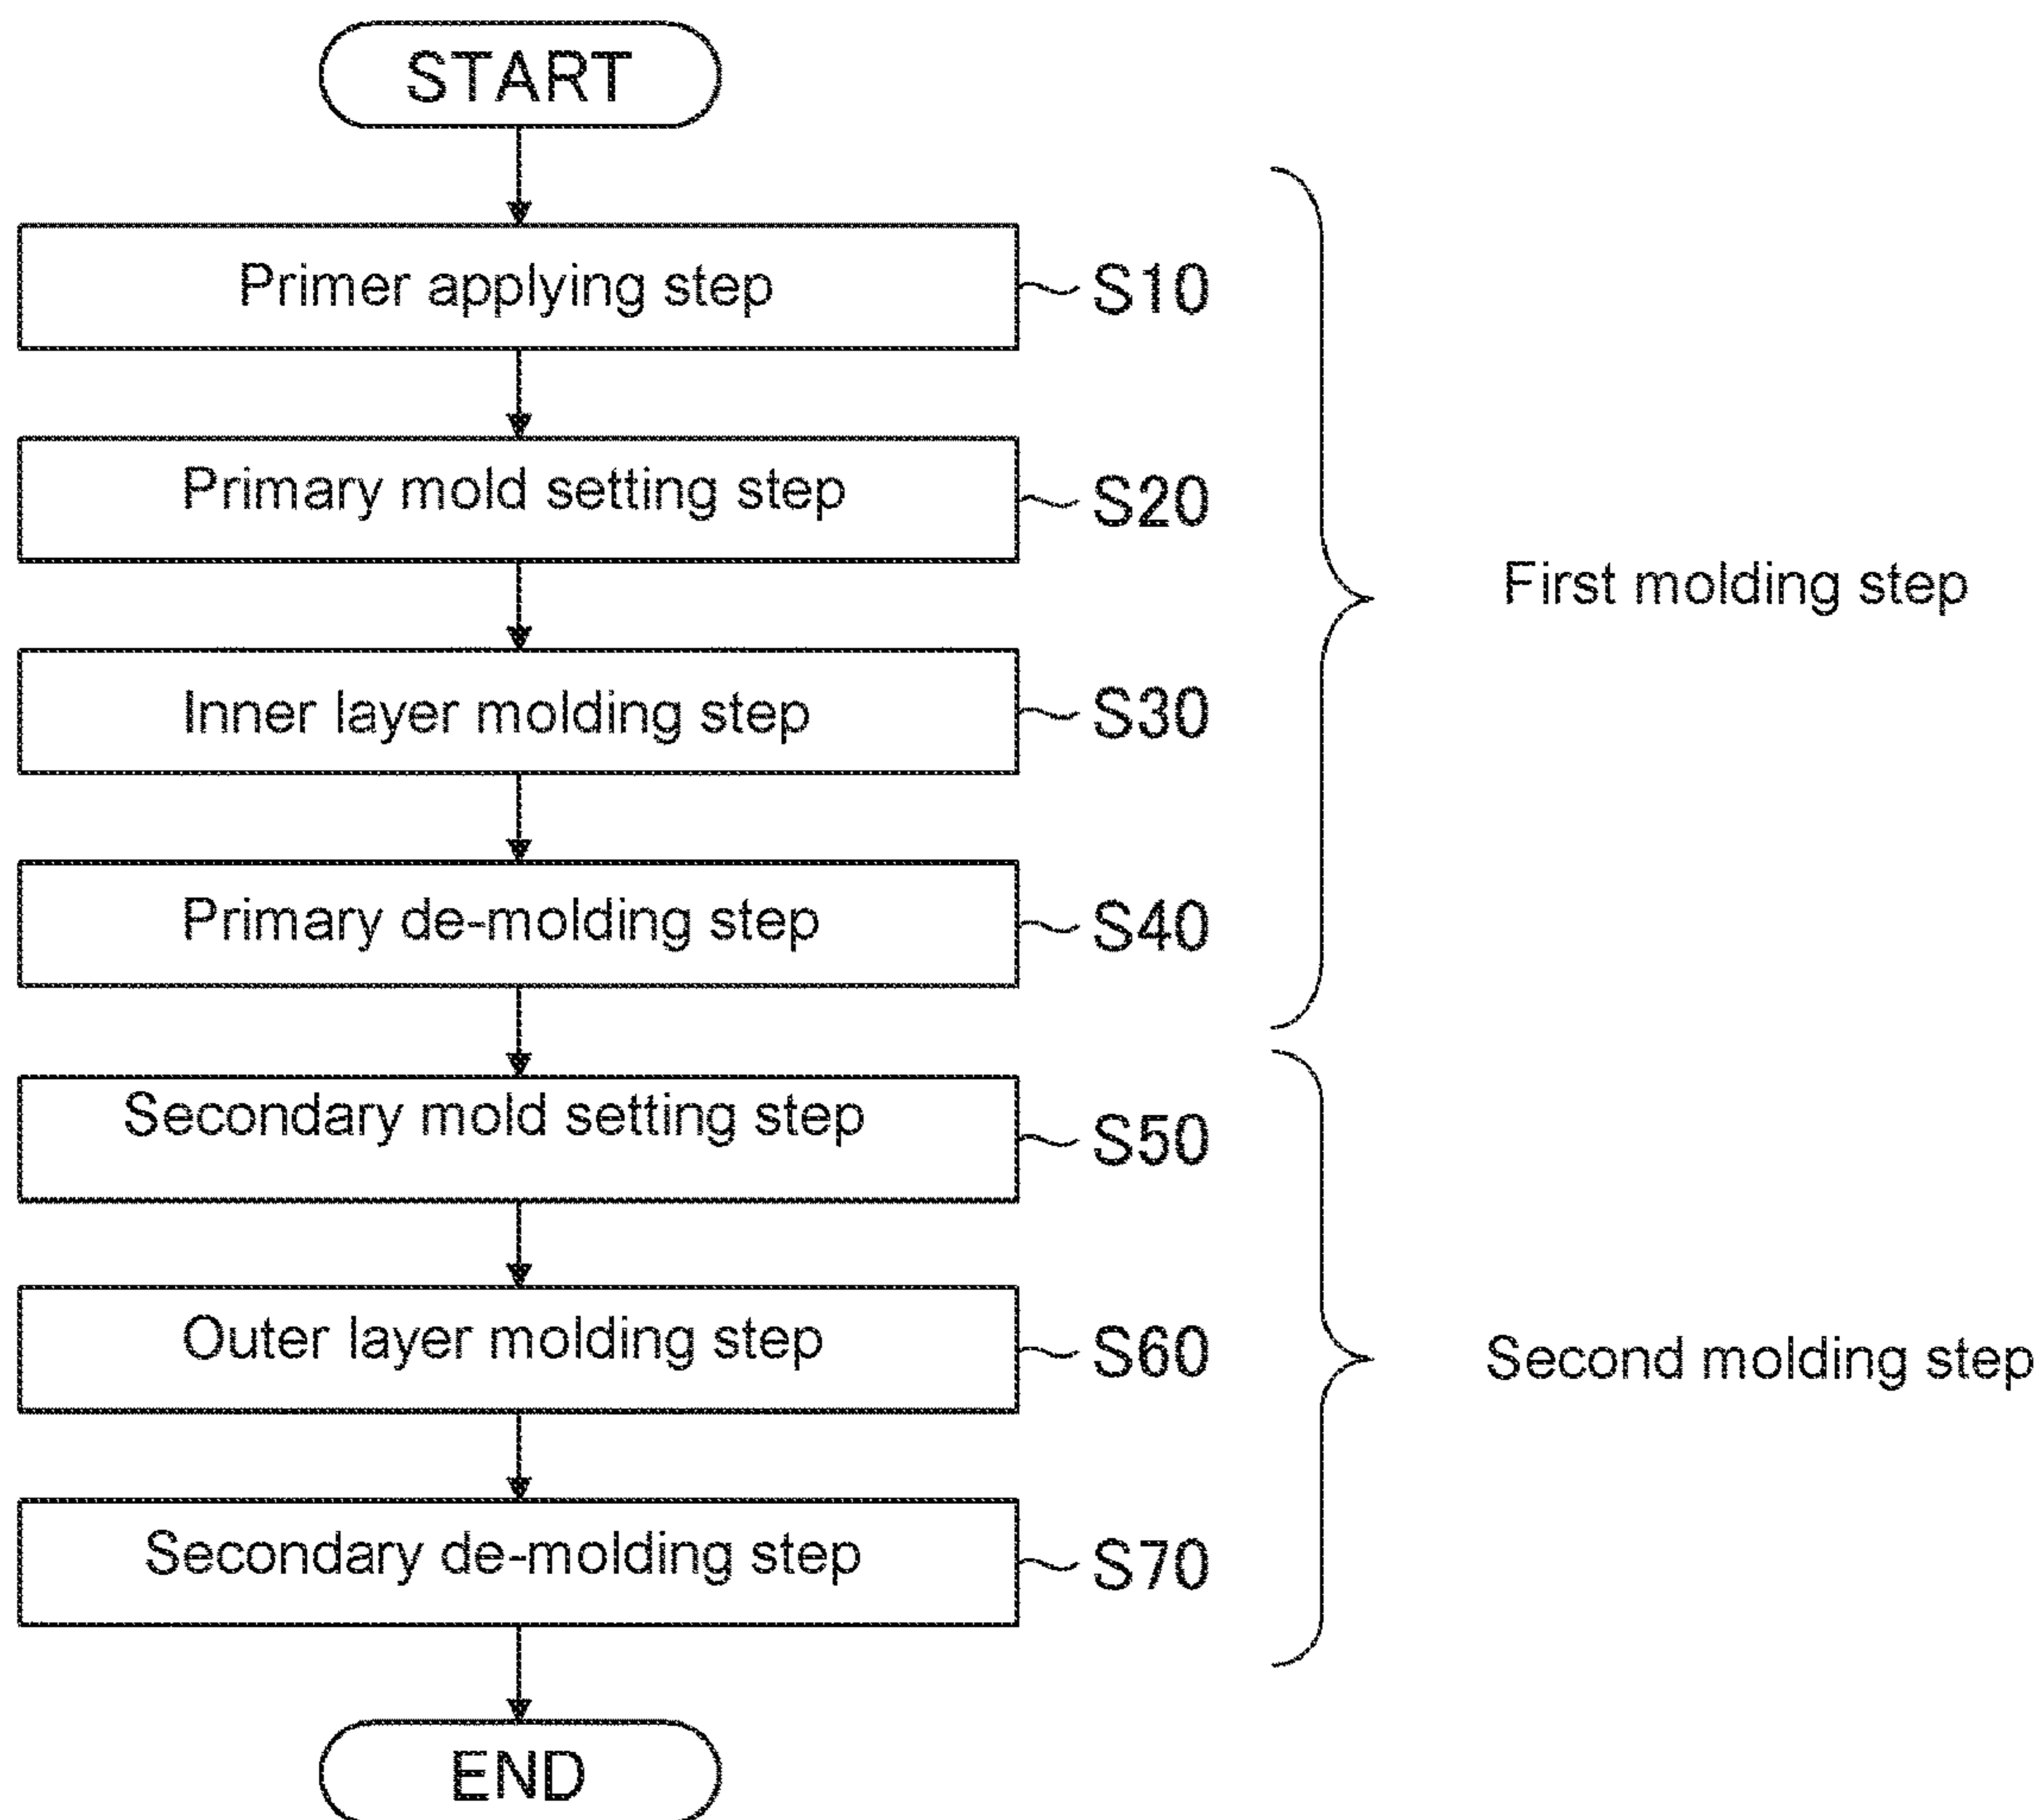 START
Primer applying step
S10
Primary mold setting step
S20
First molding step
Inner layer molding step
S30
Primary de-molding step
S40
Secondary mold setting step
S50
Outer layer molding step
S60
Second molding step
Secondary de-molding step
S70
END